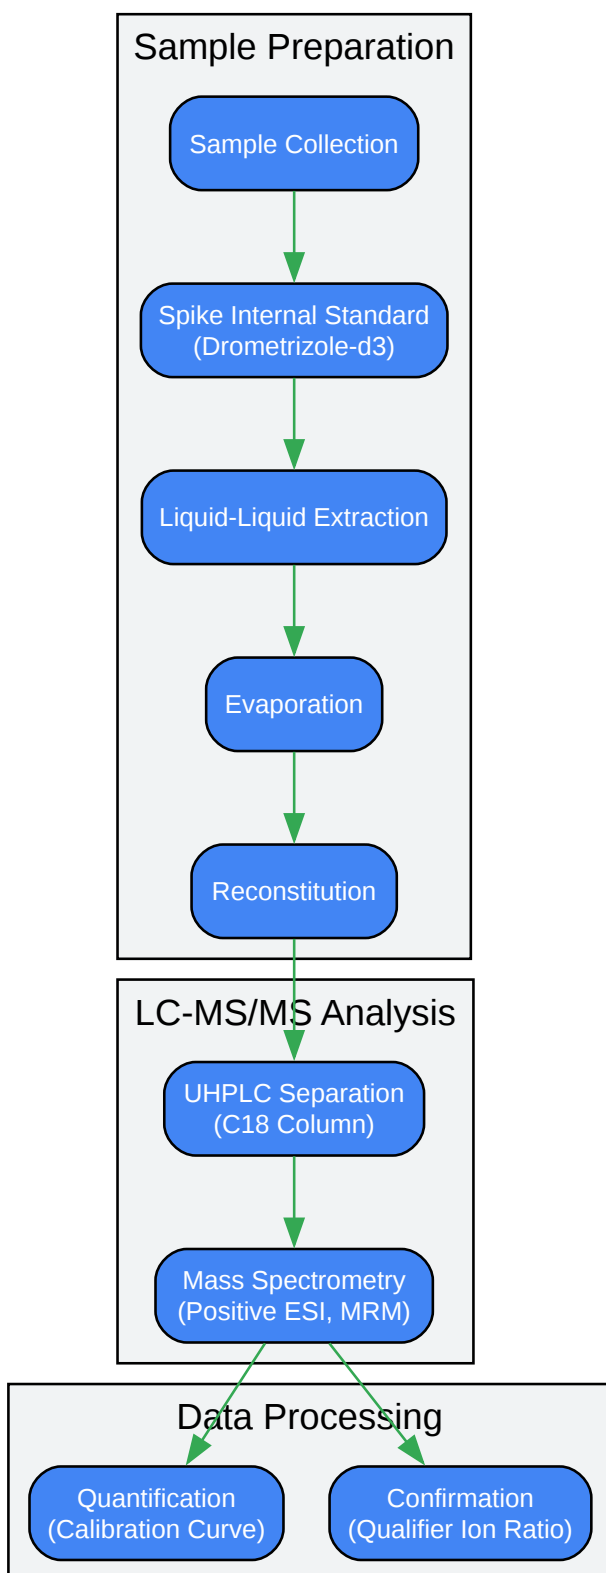 Sample Preparation
Sample Collection
Spike Internal Standard
(Drometrizole-d3)
Liquid-Liquid Extraction
Evaporation
Reconstitution
LC-MS/MS Analysis
UHPLC Separation
(C18 Column)
Mass Spectrometry
(Positive ESI, MRM)
Data Processing
Quantification
(Calibration Curve)
Confirmation
(Qualifier Ion Ratio)